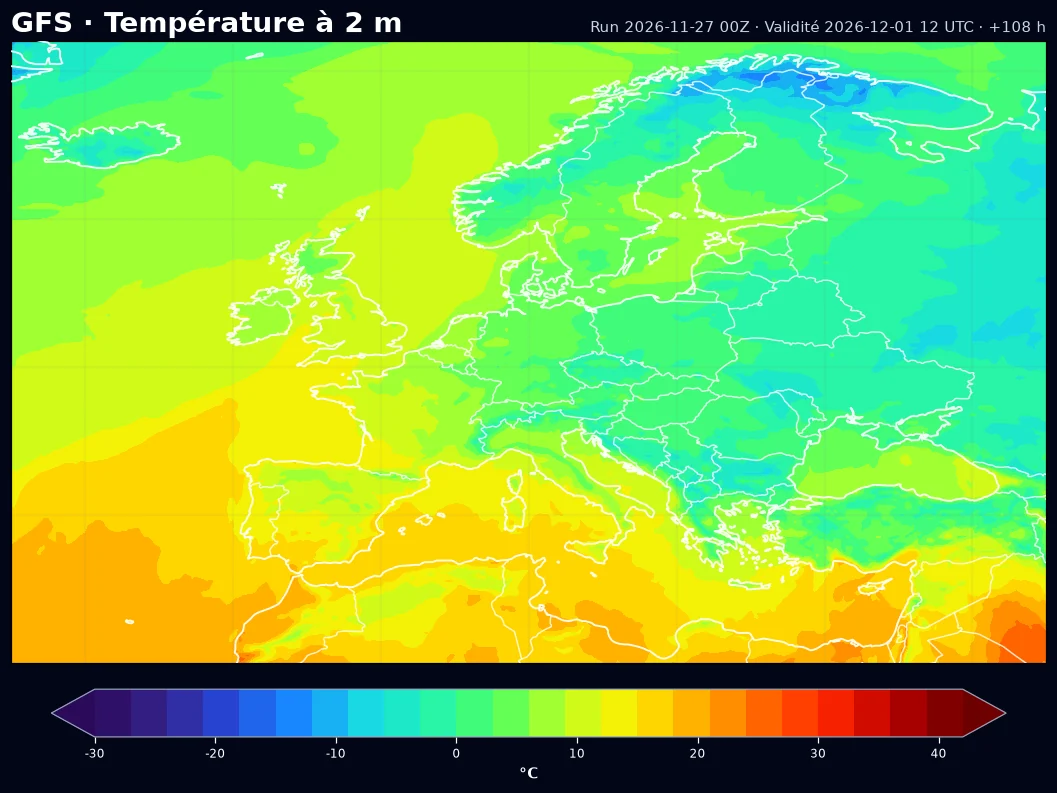 GFS · Température à 2 m
Run 2026-11-27 00Z · Validité 2026-12-01 12 UTC · +108 h
-30 -20 -10 0 10 20 30 40
°C